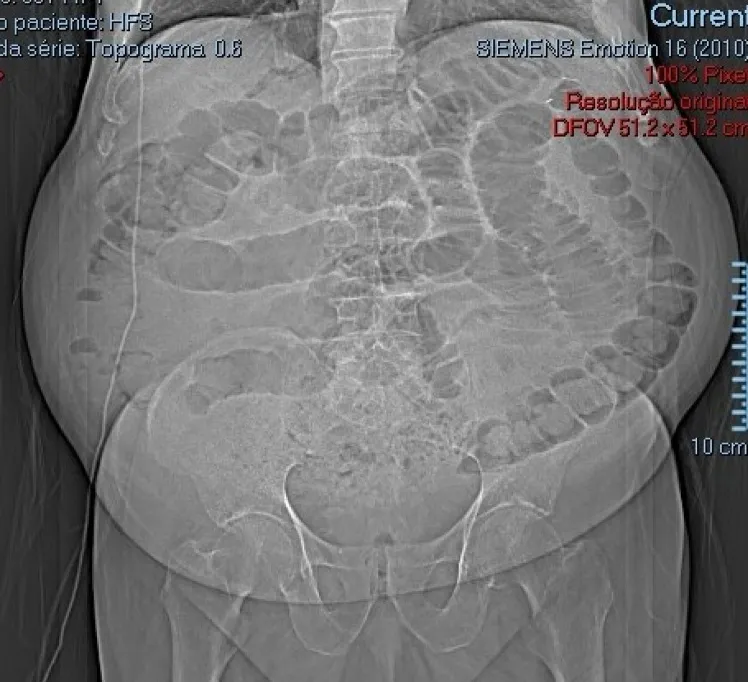 o paciente: HFS
da série: Topograma 0.6
Current
SIEMENS Emotion 16 (2010)
100% Pixel
Resolução origina
DFOV 51.2 x 51.2 cm
10 cm